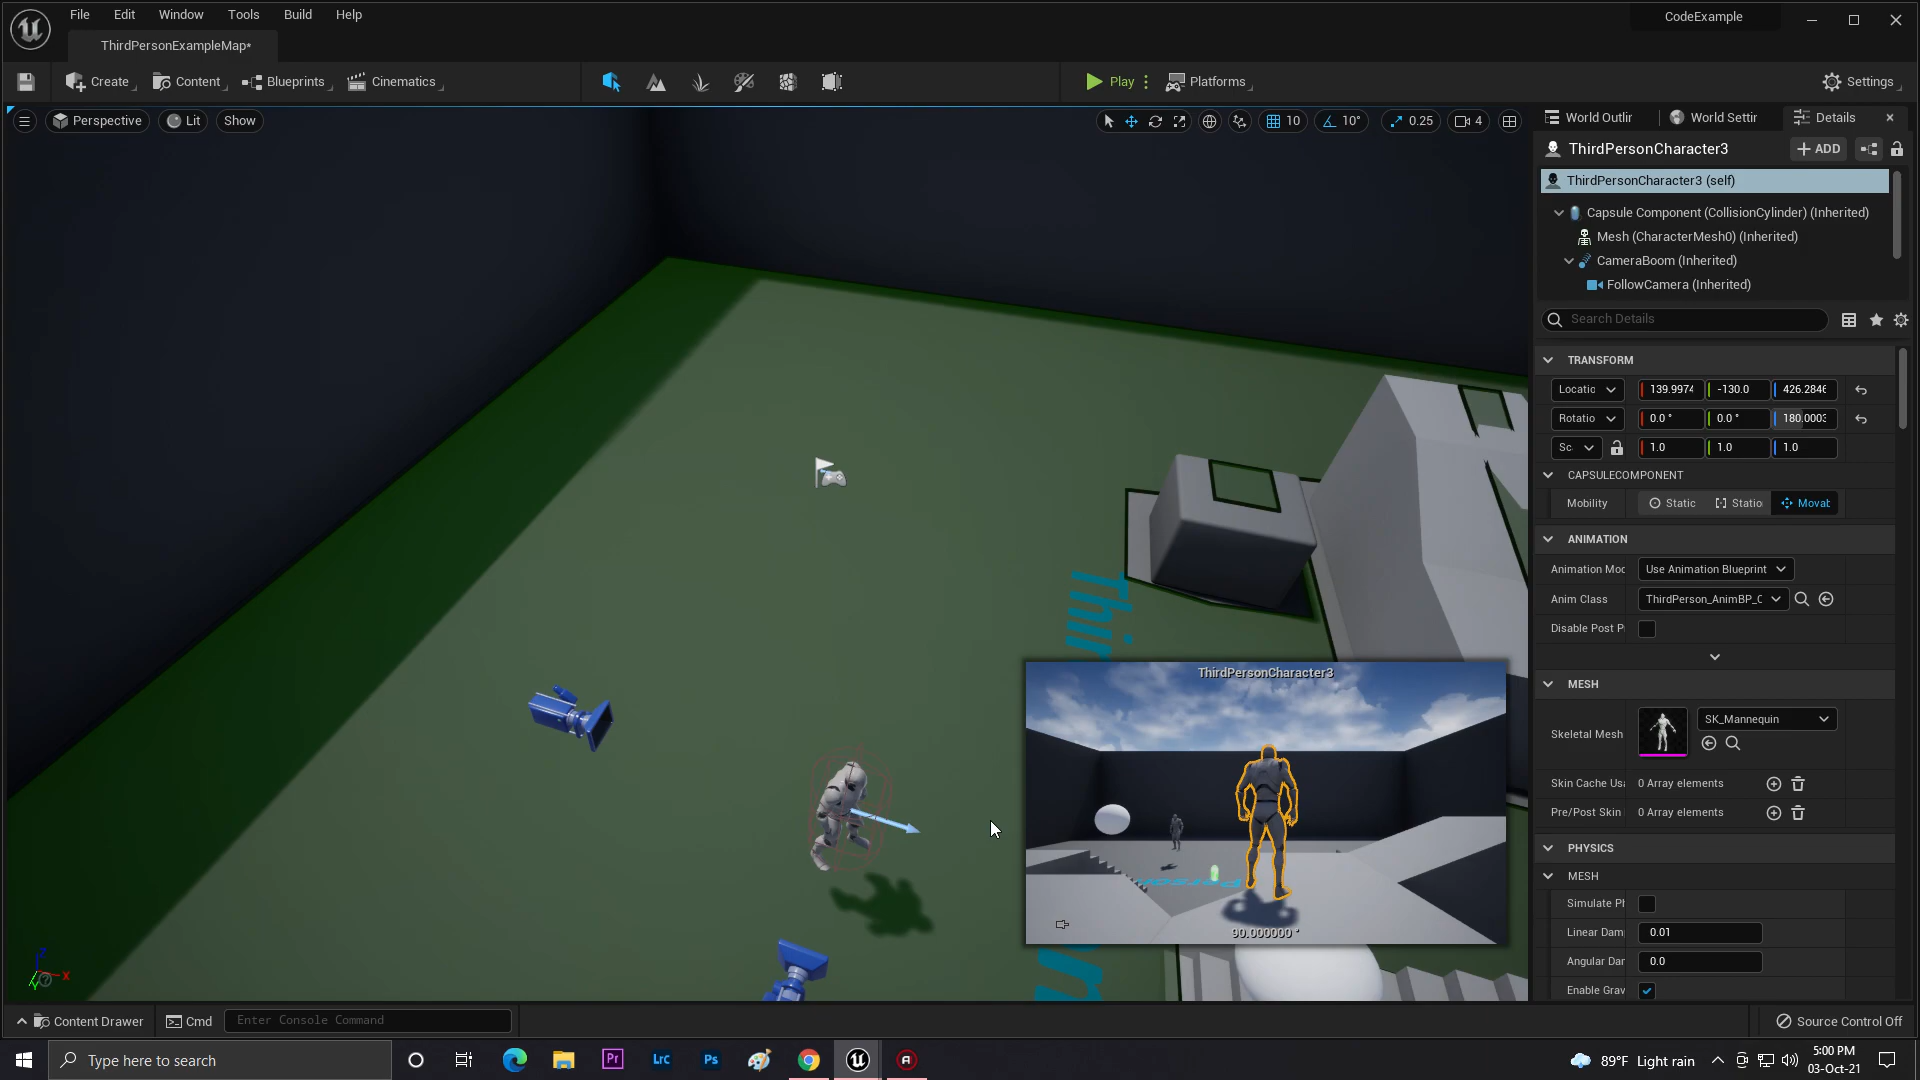 File Edit Window Tools Build Help
CodeExample
ThirdPersonExampleMap*
Create Content Blueprints Cinematics Play Platforms Settings
Perspective Lit Show 10 10° 0.25 4
World Outlir World Settir Details
ThirdPersonCharacter3 ADD
ThirdPersonCharacter3 (self)
Capsule Component (CollisionCylinder) (Inherited)
Mesh (CharacterMesh0) (Inherited)
CameraBoom (Inherited)
FollowCamera (Inherited)
Search Details
TRANSFORM
Locatic 139.9974 -130.0 426.2846
Rotatio 0.0 ° 0.0 ° 180.0003
Sc 1.0 1.0 1.0
CAPSULECOMPONENT
Mobility Static Statio Movat
ANIMATION
Animation Moc Use Animation Blueprint
Anim Class ThirdPerson_AnimBP_C
Disable Post P
MESH
Skeletal Mesh SK_Mannequin
Skin Cache Us 0 Array elements
Pre/Post Skin 0 Array elements
PHYSICS
MESH
Simulate Ph
Linear Dam 0.01
Angular Dar 0.0
Enable Grav
Thir
ThirdPersonCharacter3
90.000000 °
Z
X
Y
Content Drawer Cmd Enter Console Command Source Control Off
Type here to search
Pr Lrc Ps
89°F Light rain
5:00 PM
03-Oct-21